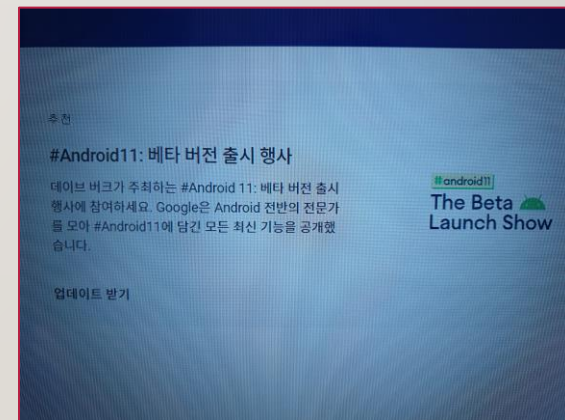 추천
#Android11: 베타 버전 출시 행사
데이브 버크가 주최하는 #Android 11: 베타 버전 출시
행사에 참여하세요. Google은 Android 전반의 전문가
를 모아 #Android11에 담긴 모든 최신 기능을 공개했
습니다.
업데이트 받기
#android11
The Beta
Launch Show